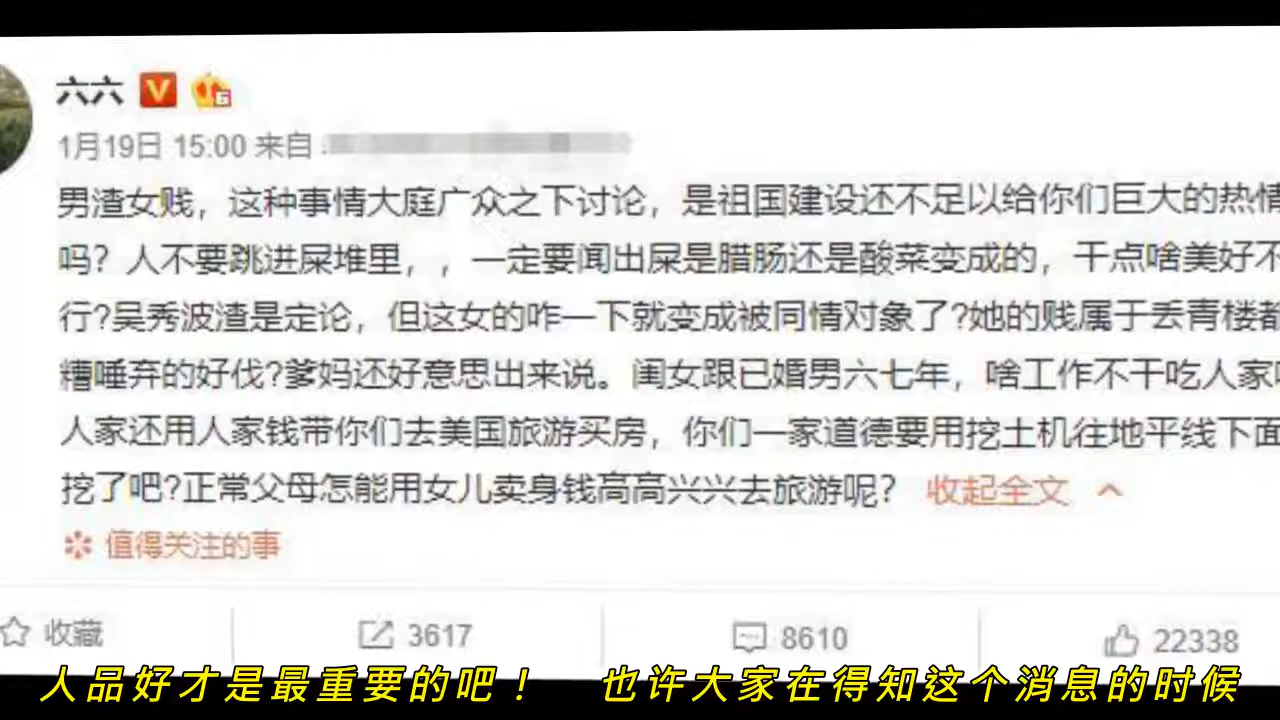 六六
1月19日 15:00 来自
男渣女贱，这种事情大庭广众之下讨论，是祖国建设还不足以给你们巨大的热情
吗？人不要跳进屎堆里，，一定要闻出屎是腊肠还是酸菜变成的，干点啥美好不
行?吴秀波渣是定论，但这女的咋一下就变成被同情对象了?她的贱属于丢青楼都
糟唾弃的好伐?爹妈还好意思出来说。闺女跟已婚男六七年，啥工作不干吃人家
人家还用人家钱带你们去美国旅游买房，你们一家道德要用挖土机往地平线下面
挖了吧?正常父母怎能用女儿卖身钱高高兴兴去旅游呢？ 收起全文
值得关注的事
收藏 3617 8610 22338
人品好才是最重要的吧！ 也许大家在得知这个消息的时候